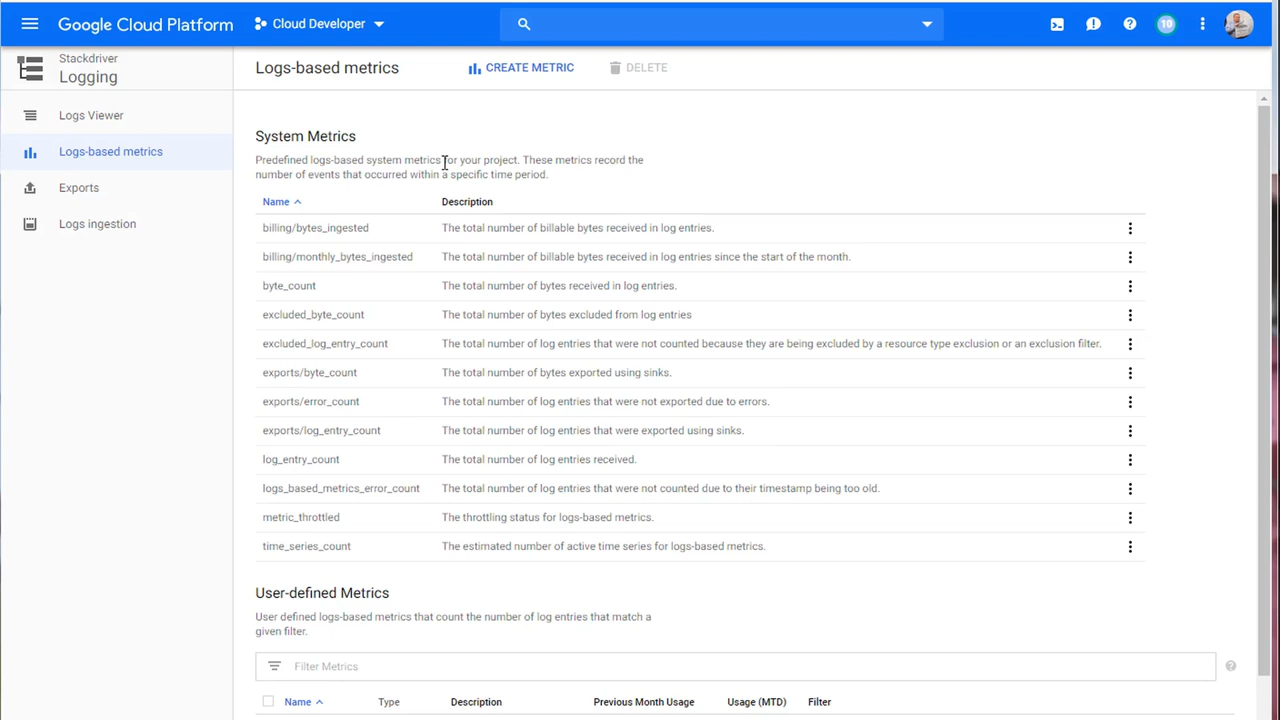 Google Cloud Platform
Cloud Developer
10
Stackdriver
Logging
Logs-based metrics
CREATE METRIC
DELETE
Logs Viewer
Logs-based metrics
Exports
Logs ingestion
System Metrics
Predefined logs-based system metrics for your project. These metrics record the
number of events that occurred within a specific time period.
Name Description
billing/bytes_ingested The total number of billable bytes received in log entries.
billing/monthly_bytes_ingested The total number of billable bytes received in log entries since the start of the month.
byte_count The total number of bytes received in log entries.
excluded_byte_count The total number of bytes excluded from log entries
excluded_log_entry_count The total number of log entries that were not counted because they are being excluded by a resource type exclusion or an exclusion filter.
exports/byte_count The total number of bytes exported using sinks.
exports/error_count The total number of log entries that were not exported due to errors.
exports/log_entry_count The total number of log entries that were exported using sinks.
log_entry_count The total number of log entries received.
logs_based_metrics_error_count The total number of log entries that were not counted due to their timestamp being too old.
metric_throttled The throttling status for logs-based metrics.
time_series_count The estimated number of active time series for logs-based metrics.
User-defined Metrics
User defined logs-based metrics that count the number of log entries that match a
given filter.
Filter Metrics
Name Type Description Previous Month Usage Usage (MTD) Filter